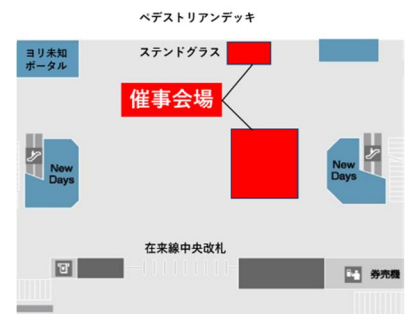 ペデストリアンデッキ
ヨリ未知
ポータル
ステンドグラス
催事会場
New
Days
New
Days
在来線中央改札
券売機